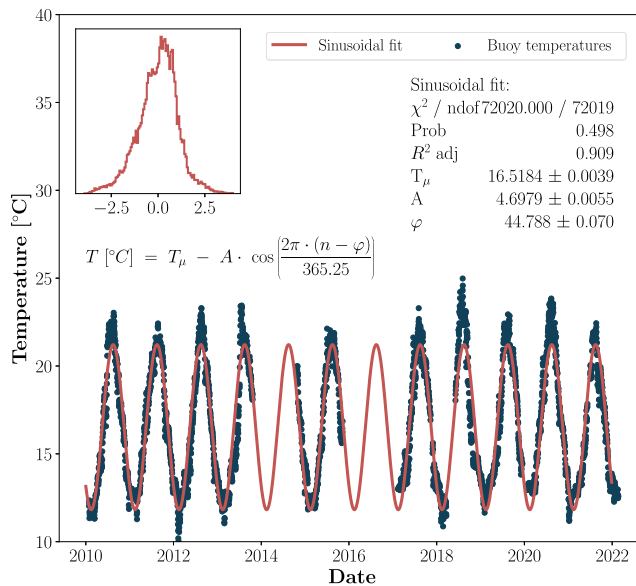 40
Sinusoidal fit
Buoy temperatures
−2.5 0.0 2.5
Sinusoidal fit:
χ² / ndof 72020.000 / 72019
Prob 0.498
R² adj 0.909
Tμ 16.5184 ± 0.0039
A 4.6979 ± 0.0055
φ 44.788 ± 0.070
T [°C] = Tμ − A · cos(2π · (n − φ) / 365.25)
35
30
25
20
15
10
Temperature [°C]
2010 2012 2014 2016 2018 2020 2022
Date